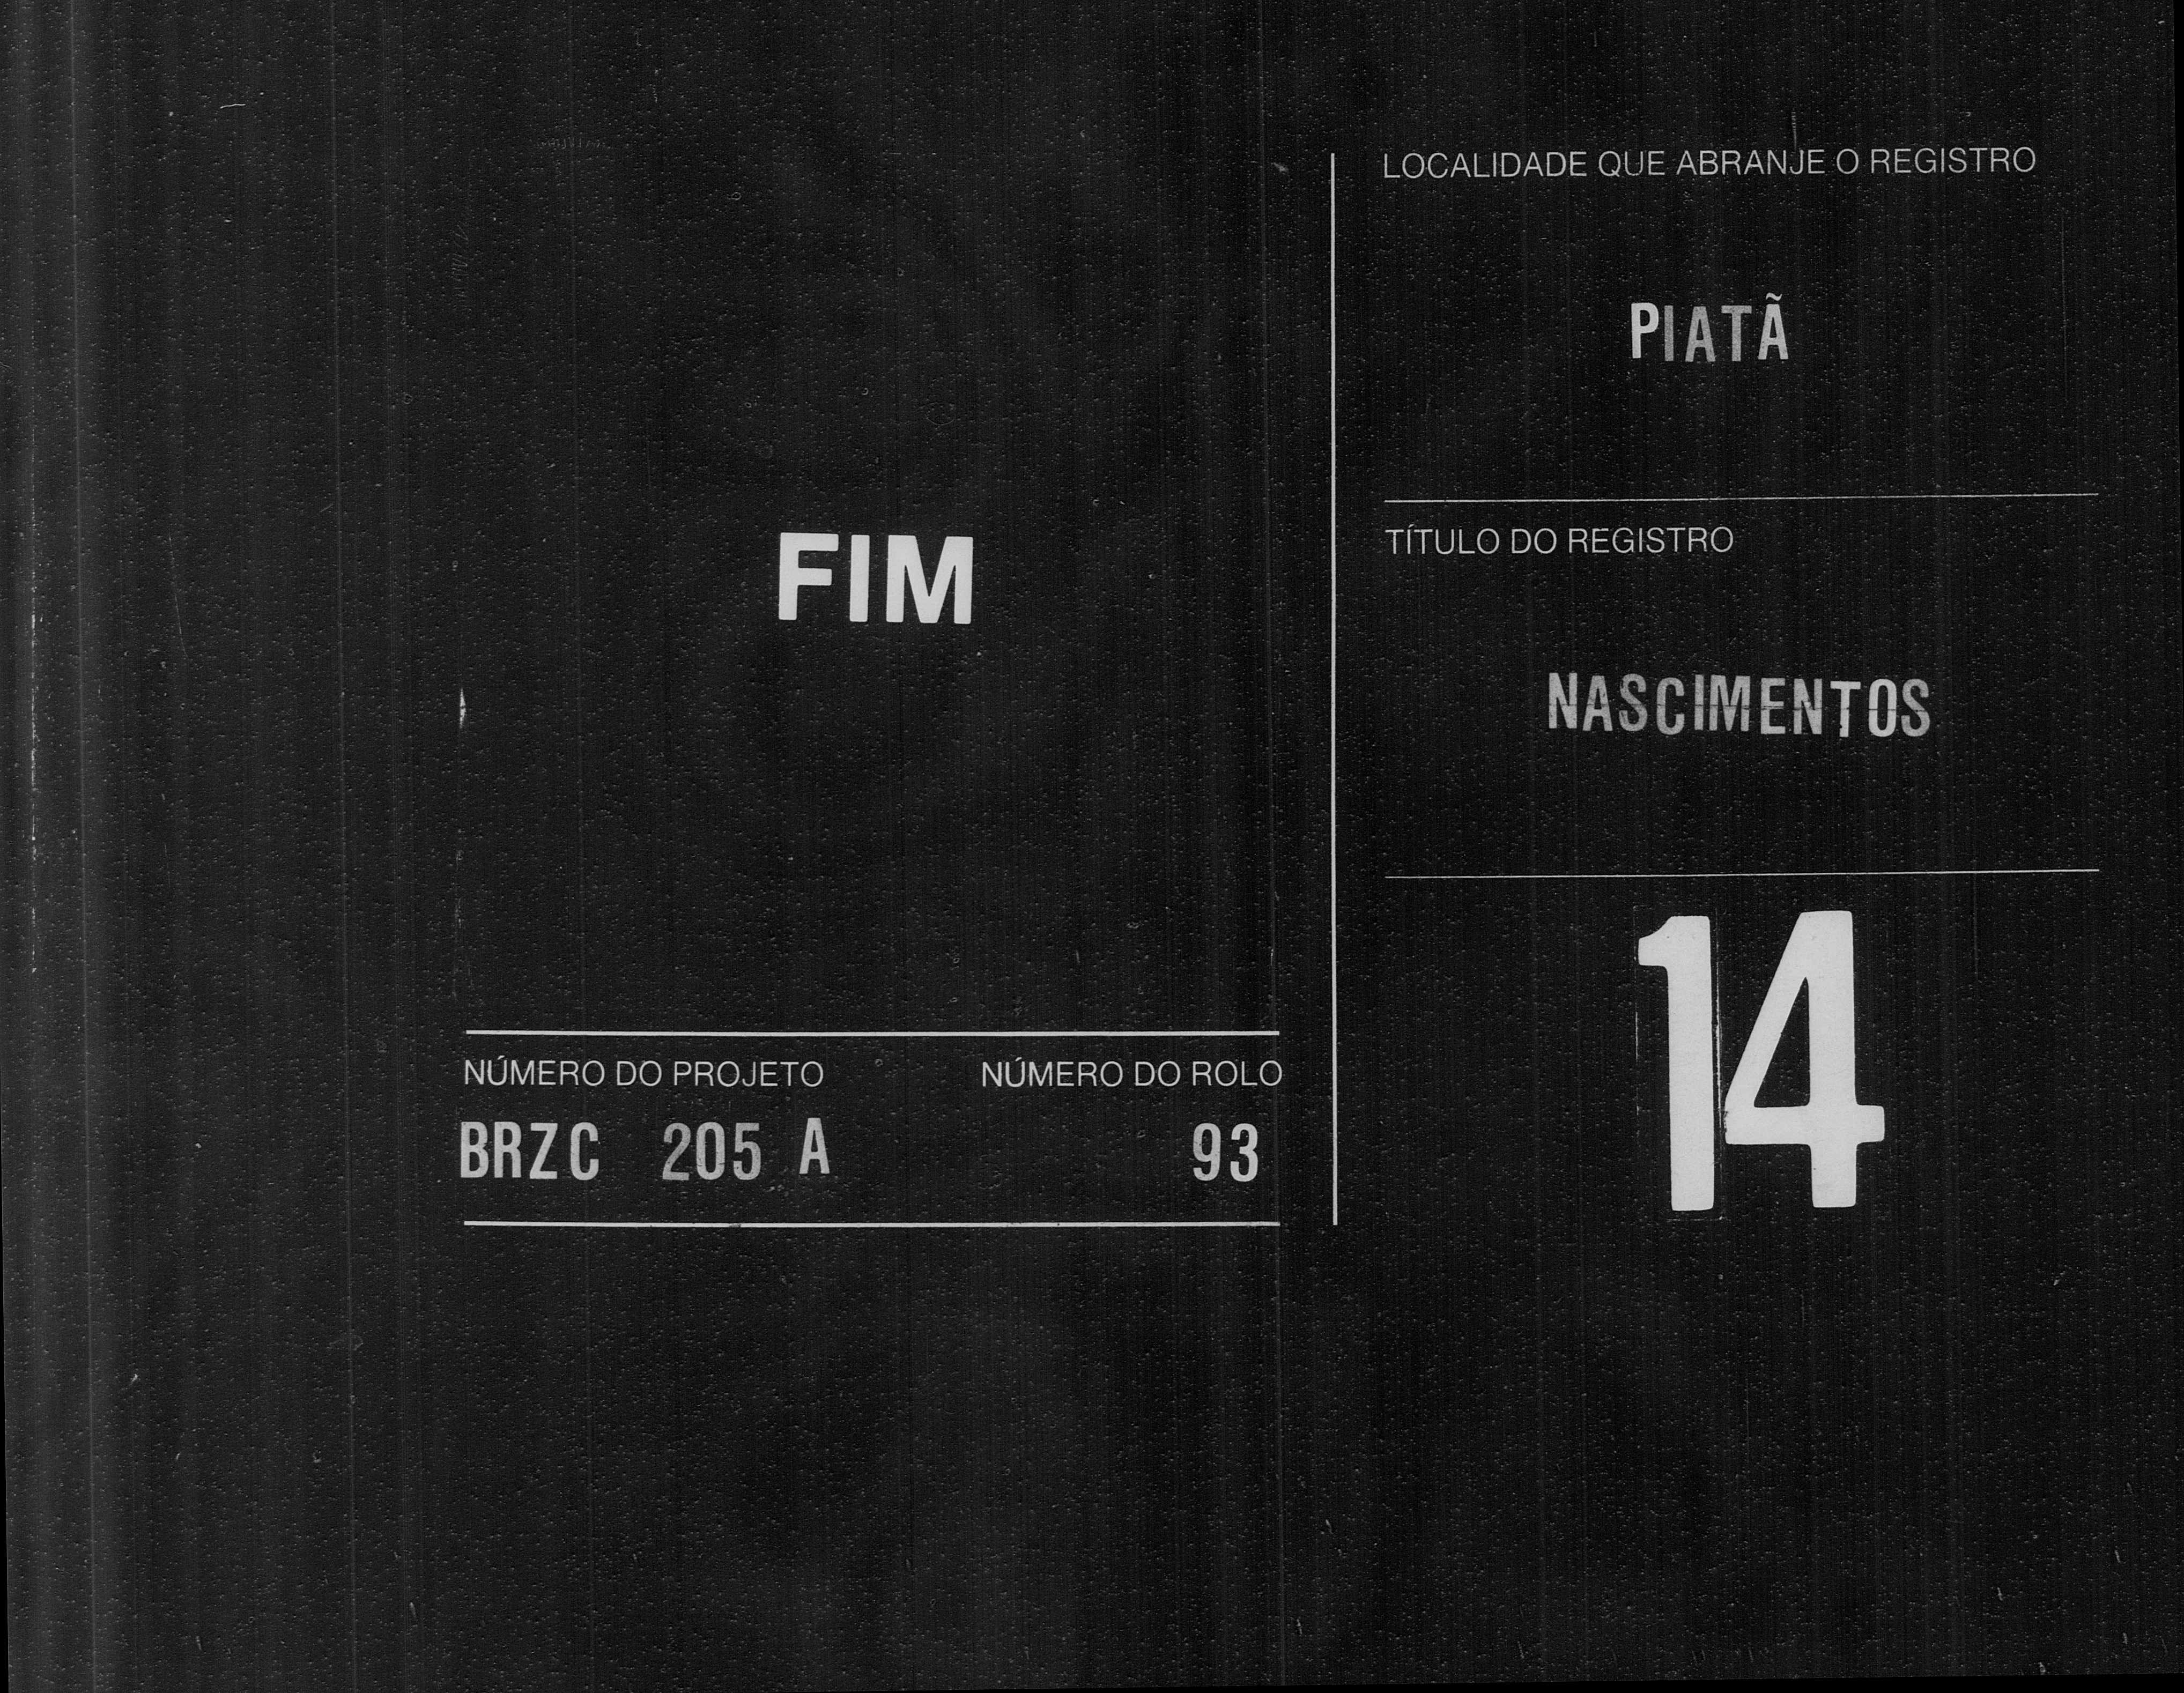 FIM
NÚMERO DO PROJETO
BRZC 205 A
NÚMERO DO ROLO
93
LOCALIDADE QUE ABRANJE O REGISTRO
PIATÃ
TÍTULO DO REGISTRO
NASCIMENTOS
14